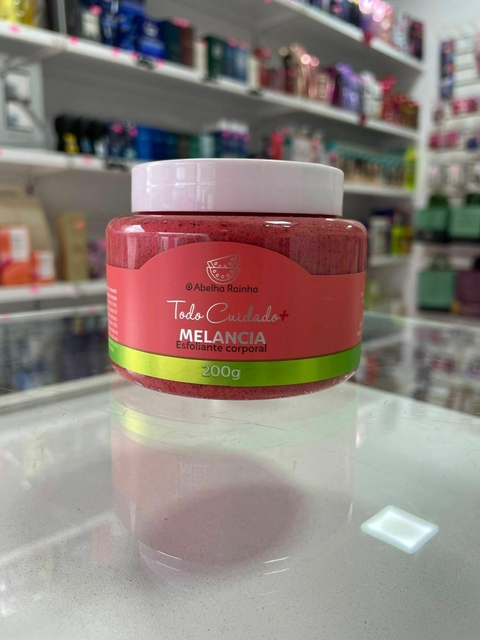 Abelha Rainha
Todo Cuidado+
MELANCIA
Esfoliante corporal
200g